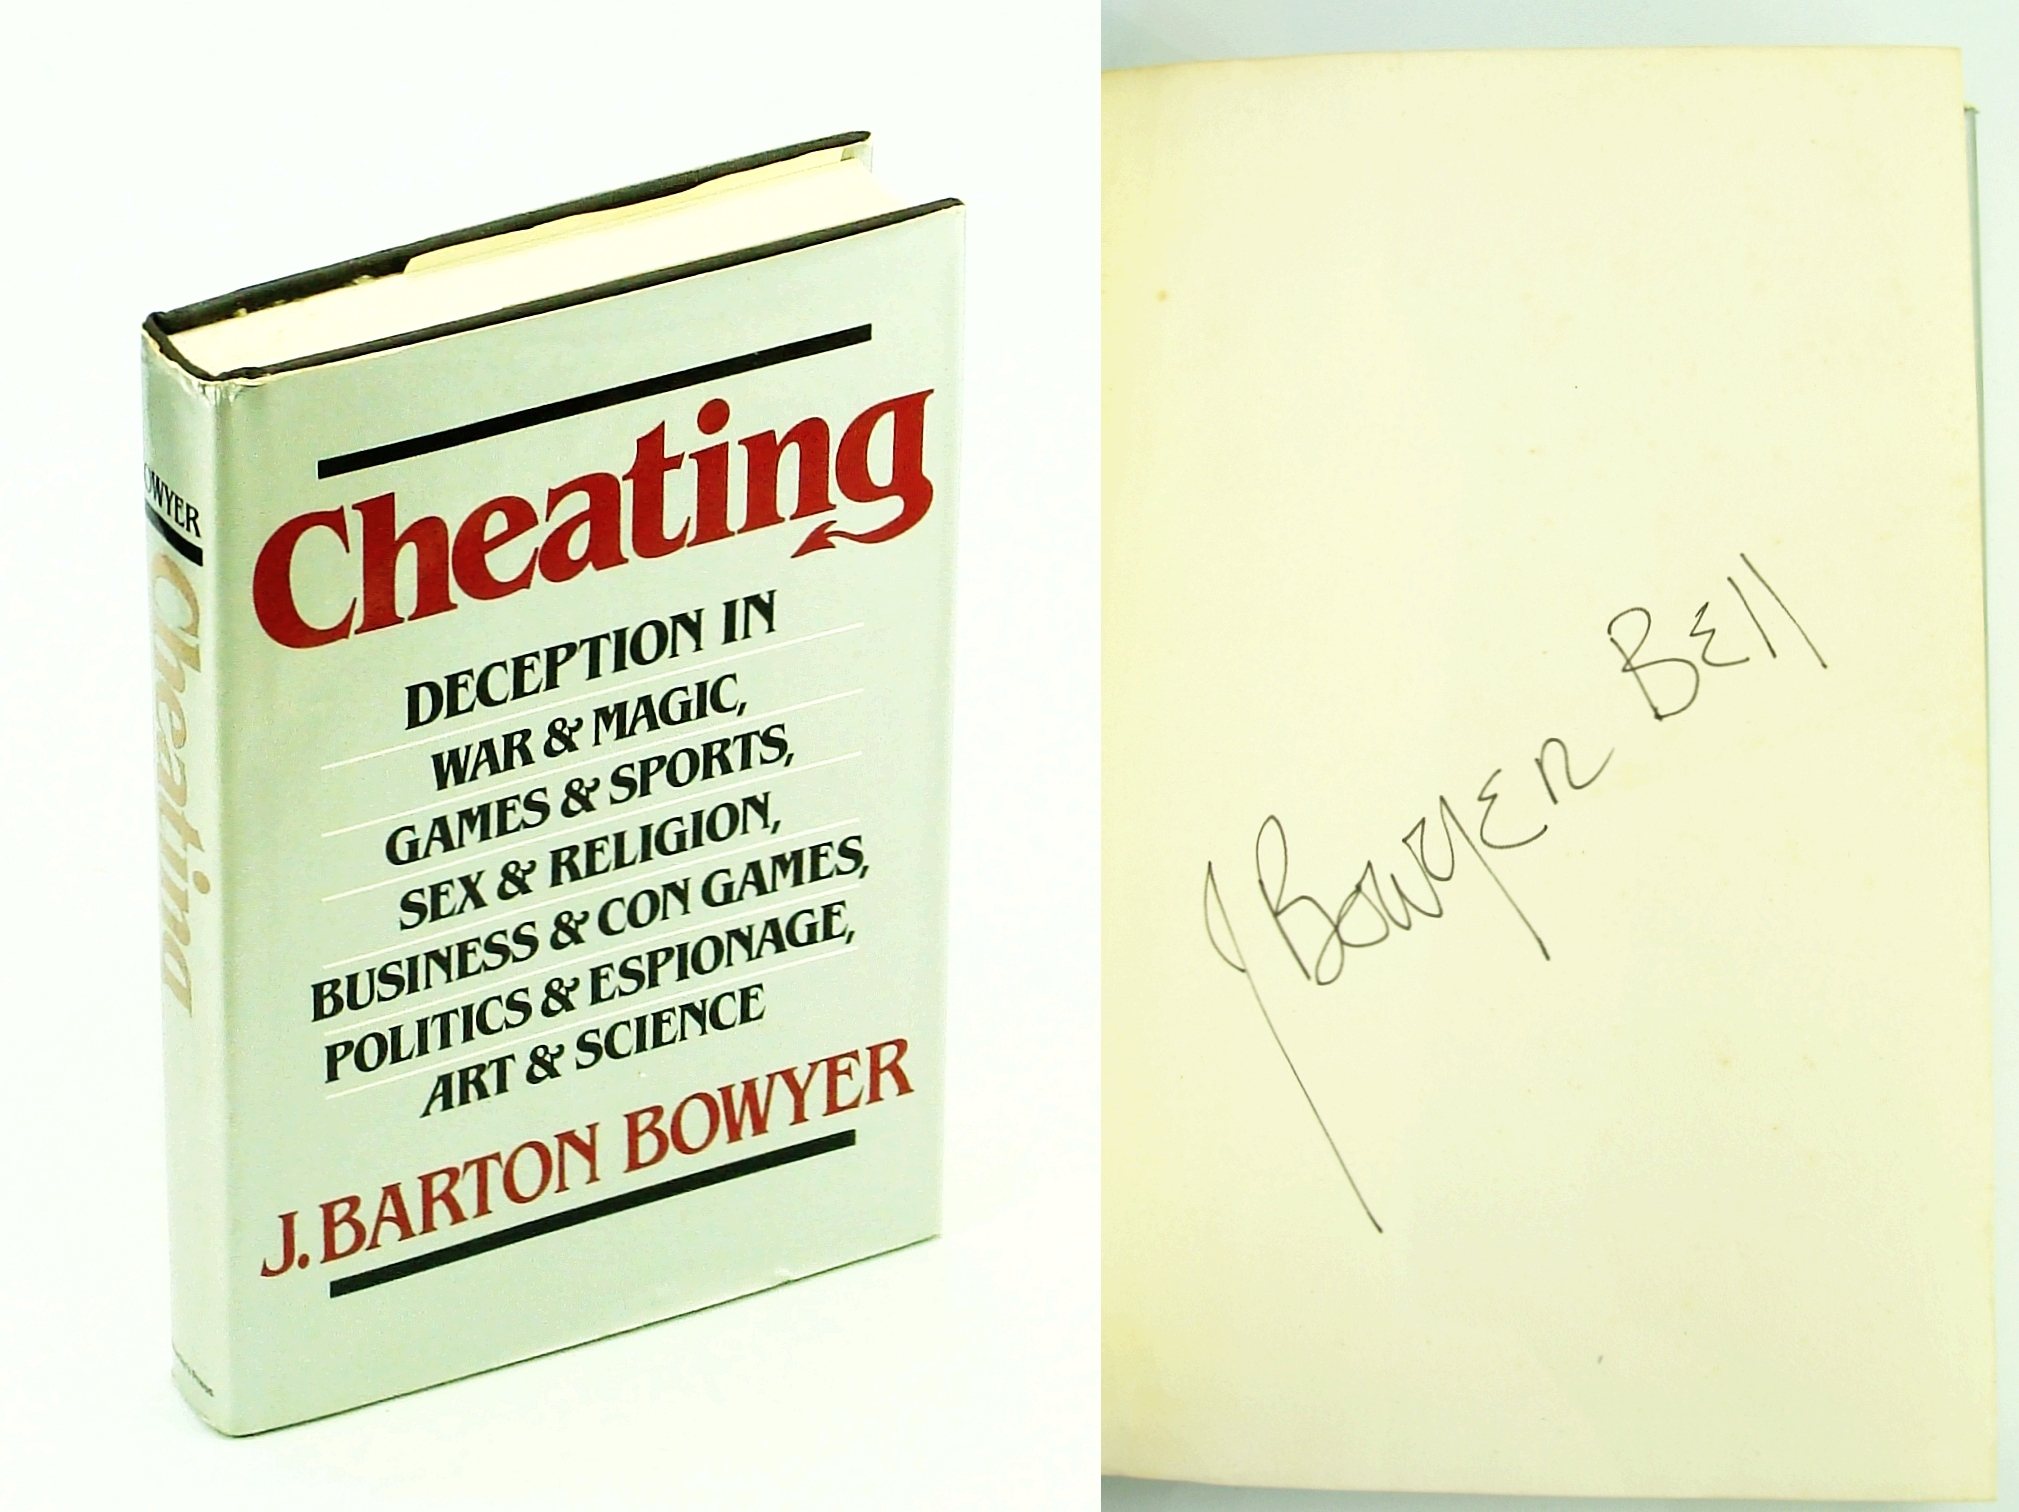 OWYER
Cheating
Cheating
DECEPTION IN
WAR & MAGIC,
GAMES & SPORTS,
SEX & RELIGION,
BUSINESS & CON GAMES,
POLITICS & ESPIONAGE,
ART & SCIENCE
J. BARTON BOWYER
J Bowyer Bell